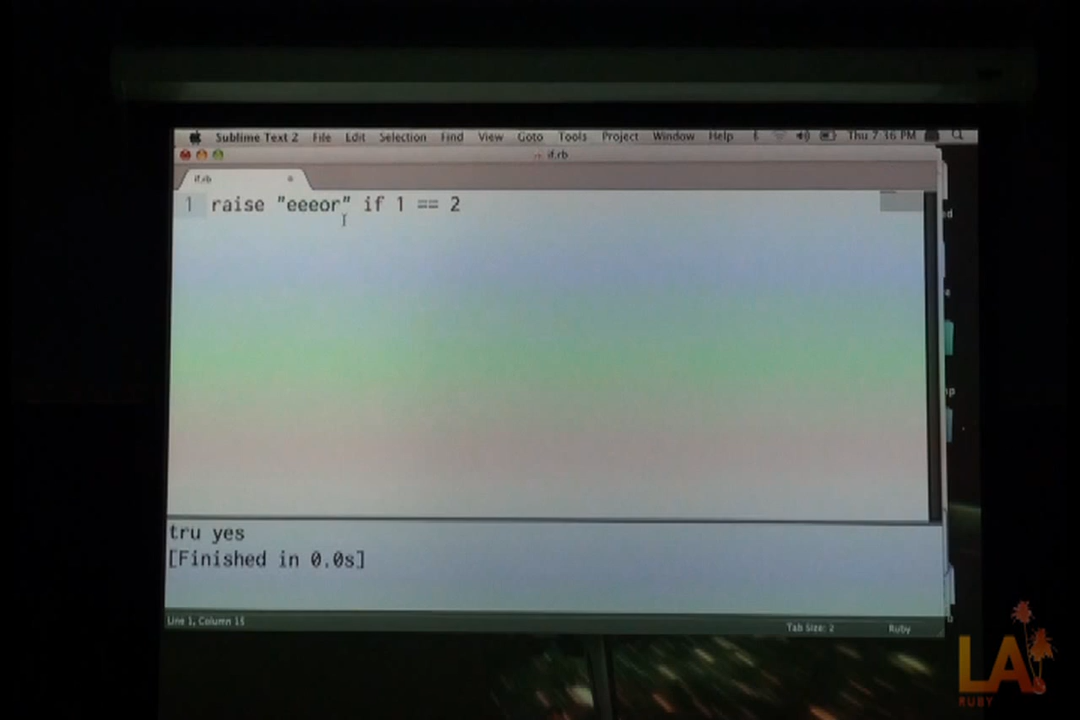 Sublime Text 2 File Edit Selection Find View Goto Tools Project Window Help Thu 7:36 PM
if.rb
if.rb
1 raise "eeeor" if 1 == 2
tru yes
[Finished in 0.0s]
Line 1, Column 15 Tab Size: 2 Ruby
LA
RUBY